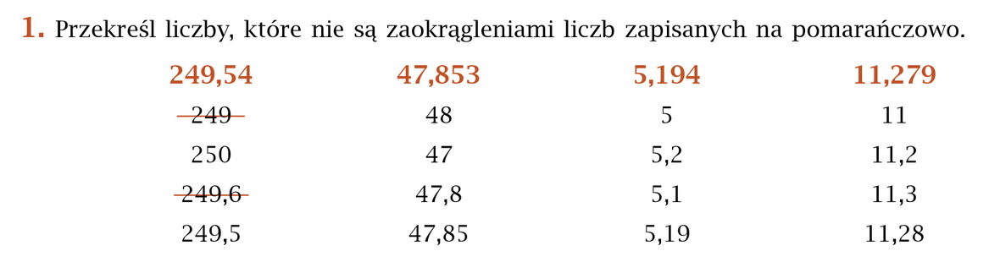 1. Przekreśl liczby, które nie są zaokrągleniami liczb zapisanych na pomarańczowo.
249,54 47,853 5,194 11,279
249 48 5 11
250 47 5,2 11,2
249,6 47,8 5,1 11,3
249,5 47,85 5,19 11,28